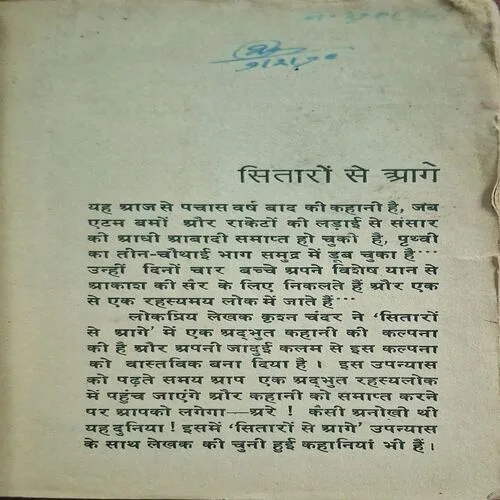 सितारों से आगे
यह आज से पचास वर्ष बाद की कहानी है, जब
एटम बमों और राकेटों की लड़ाई से संसार
की आधी आबादी समाप्त हो चुकी है, पृथ्वी
का तीन-चौथाई भाग समुद्र में डूब चुका है···
उन्हीं दिनों चार बच्चे अपने विशेष यान से
आकाश की सैर के लिए निकलते हैं और एक
से एक रहस्यमय लोक में जाते हैं···
लोकप्रिय लेखक कृश्न चंदर ने ‘सितारों
से आगे’ में एक अद्भुत कहानी की कल्पना
की है और अपनी जादुई कलम से इस कल्पना
को वास्तविक बना दिया है। इस उपन्यास
को पढ़ते समय आप एक अद्भुत रहस्यलोक
में पहुंच जाएंगे और कहानी को समाप्त करने
पर आपको लगेगा—अरे! कैसी अनोखी थी
यह दुनिया! इसमें ‘सितारों से आगे’ उपन्यास
के साथ लेखक की चुनी हुई कहानियां भी हैं।